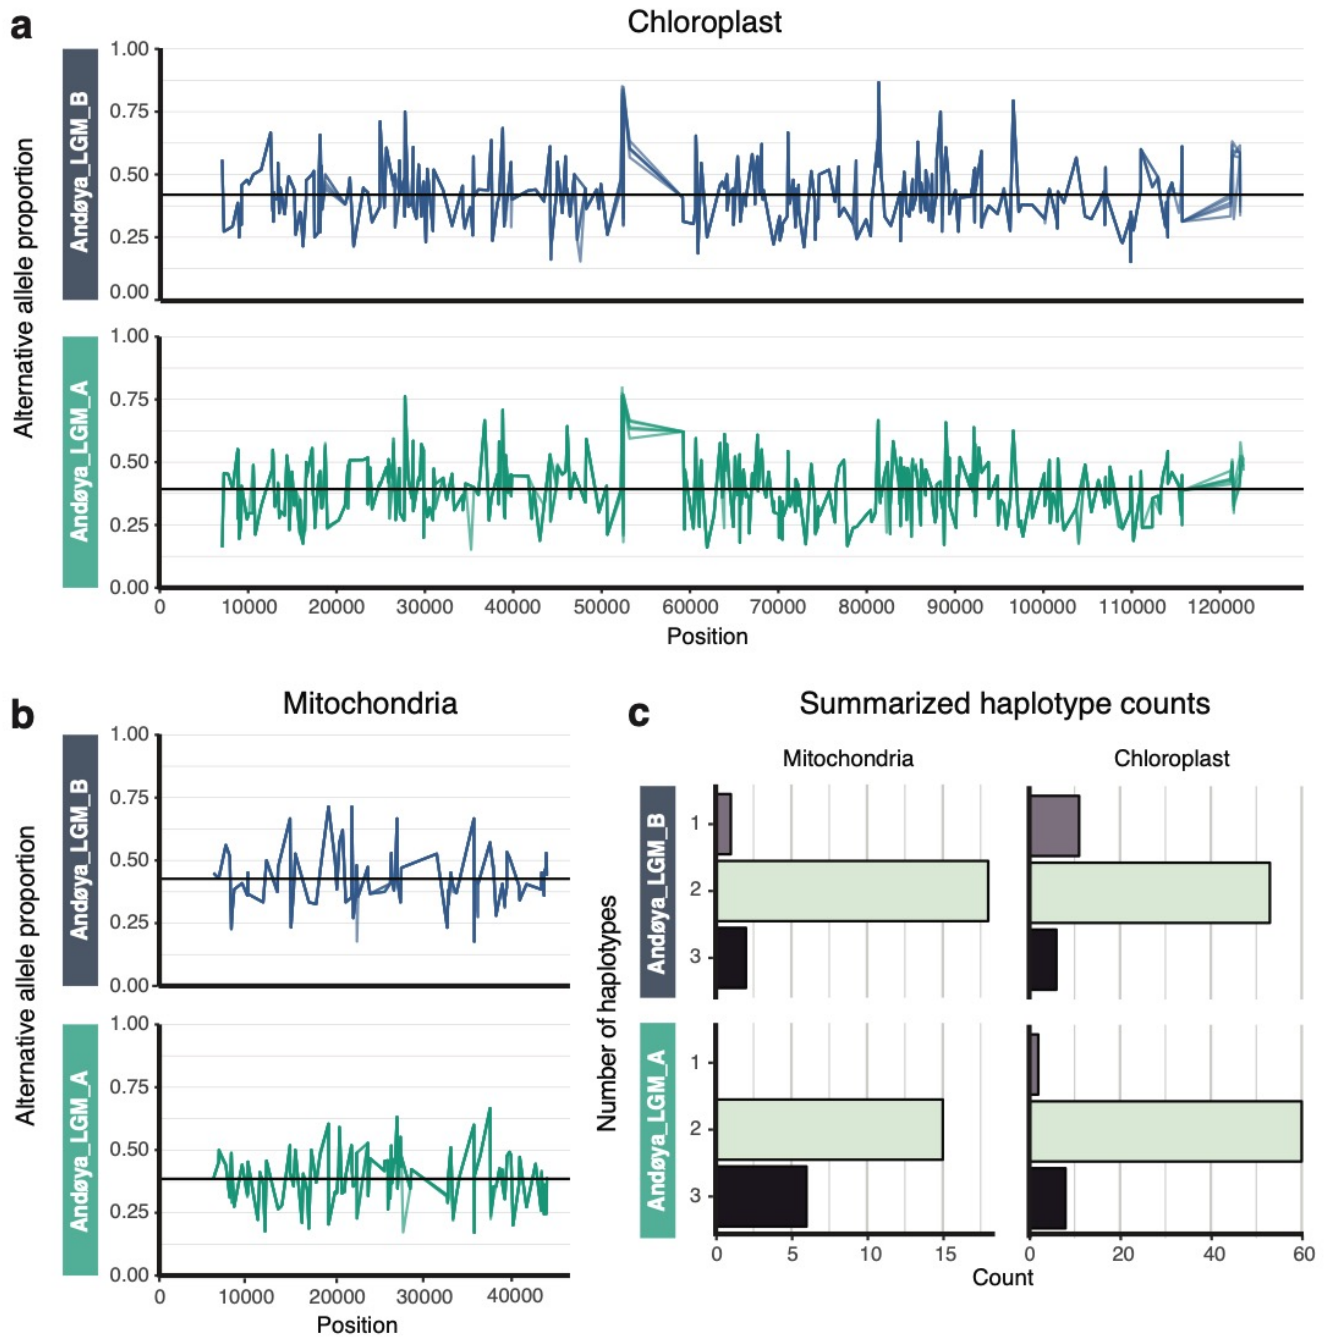 a
Chloroplast
Alternative allele proportion
Andøya_LGM_B
1.00
0.75
0.50
0.25
0.00
Andøya_LGM_A
1.00
0.75
0.50
0.25
0.00
0 10000 20000 30000 40000 50000 60000 70000 80000 90000 100000 110000 120000
Position
b
Mitochondria
Alternative allele proportion
Andøya_LGM_B
1.00
0.75
0.50
0.25
0.00
Andøya_LGM_A
1.00
0.75
0.50
0.25
0.00
0 10000 20000 30000 40000
Position
c
Summarized haplotype counts
Mitochondria Chloroplast
Number of haplotypes
Andøya_LGM_B
1
2
3
Andøya_LGM_A
1
2
3
0 5 10 15 0 20 40 60
Count